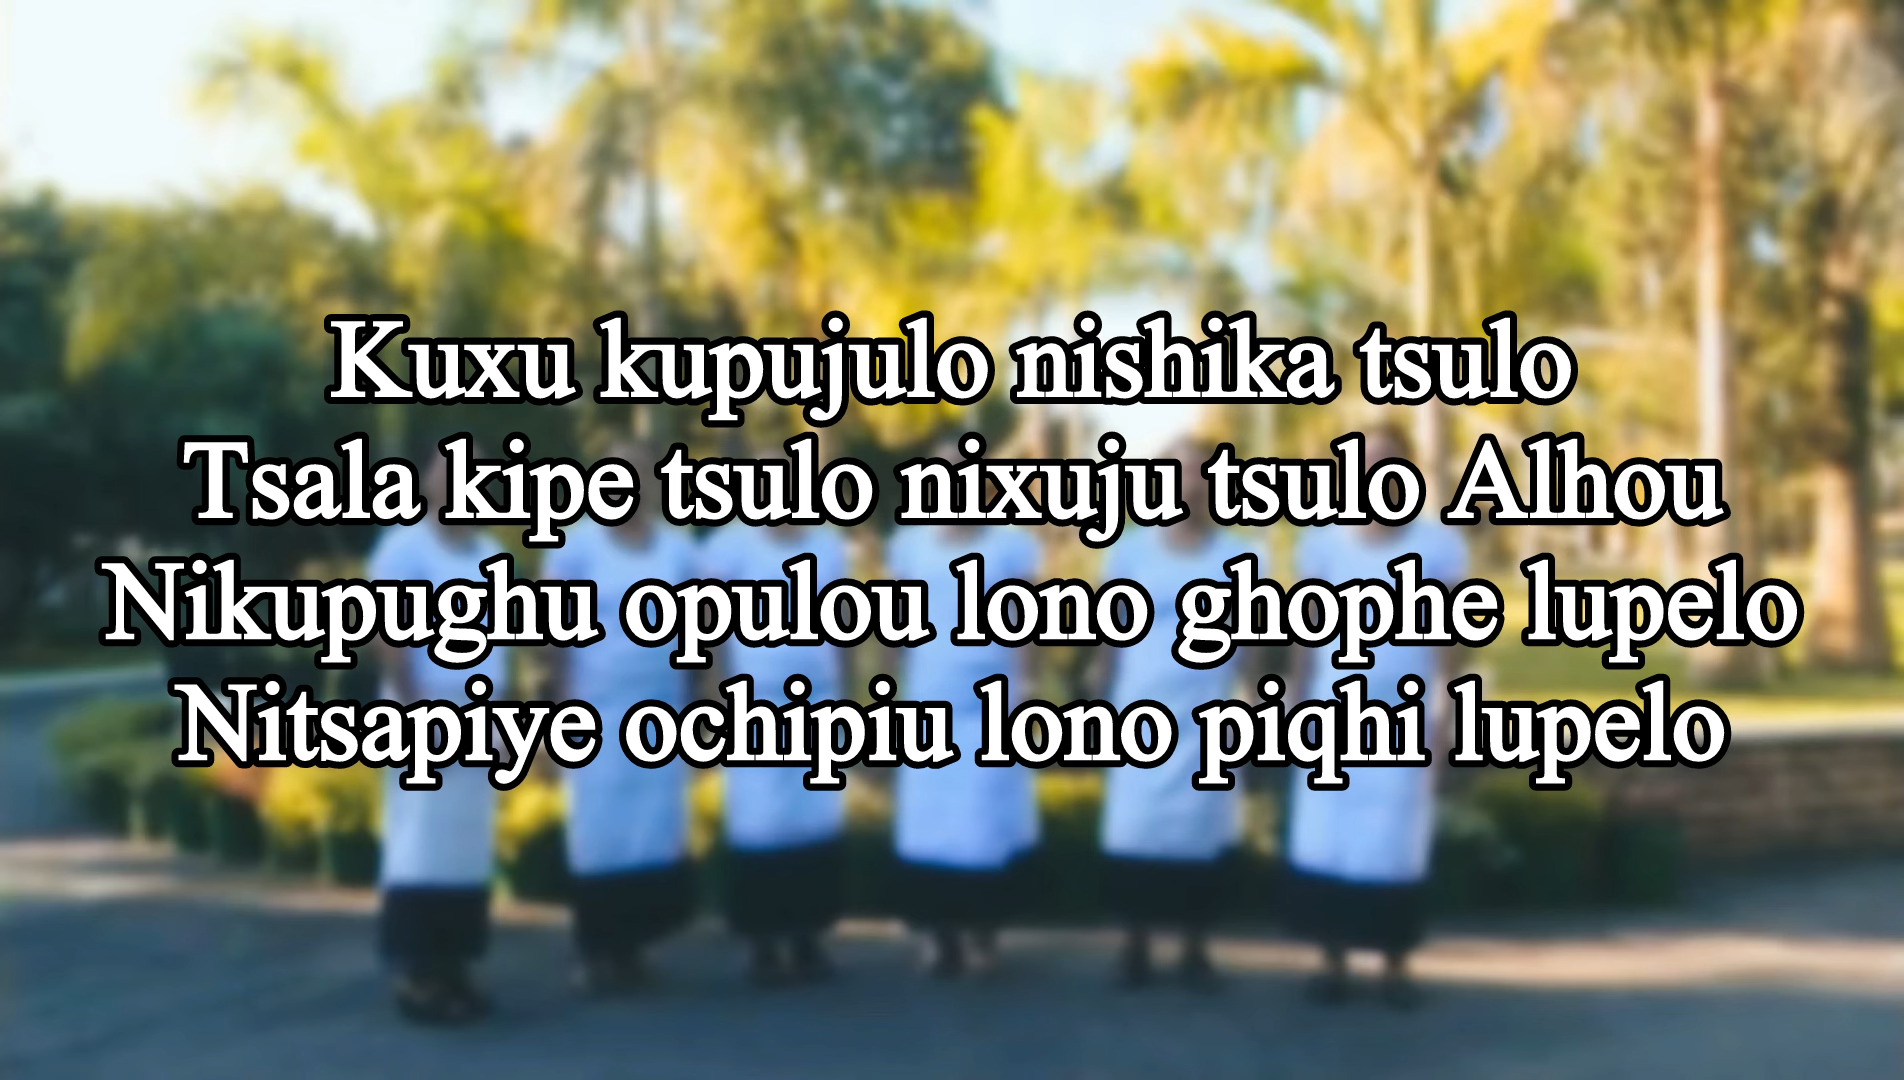 Kuxu kupujulo nishika tsulo
Tsala kipe tsulo nixuju tsulo Alhou
Nikupughu opulou lono ghophe lupelo
Nitsapiye ochipiu lono piqhi lupelo